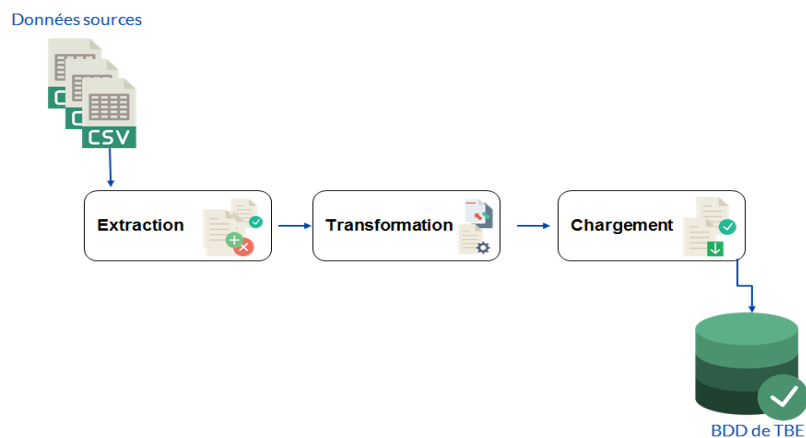 Données sources
C
C
CSV
Extraction
Transformation
Chargement
BDD de TBE